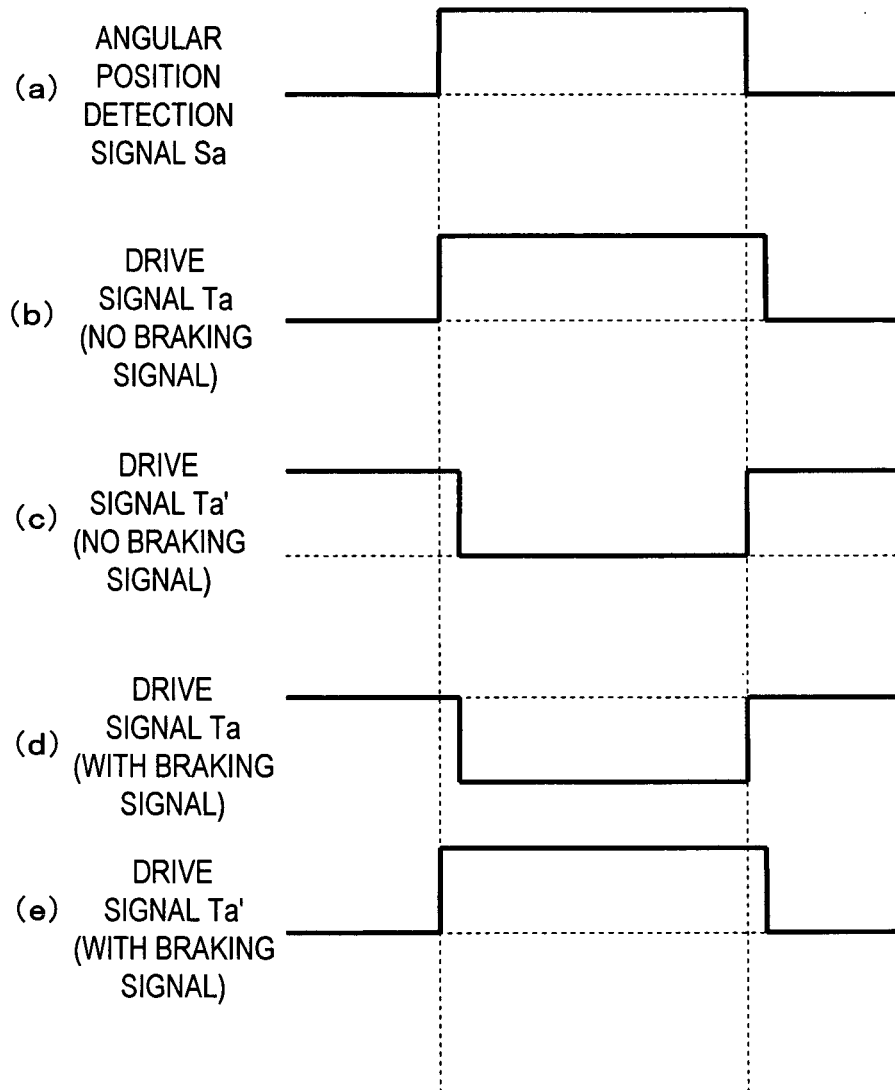 ANGULAR
POSITION
(a)
DETECTION
SIGNAL Sa
DRIVE
SIGNAL Ta
(b)
(NO BRAKING
SIGNAL)
DRIVE
SIGNAL Ta'
(c)
(NO BRAKING
SIGNAL)
DRIVE
SIGNAL Ta
(d)
(WITH BRAKING
SIGNAL)
DRIVE
(e)
SIGNAL Ta'
(WITH BRAKING
SIGNAL)